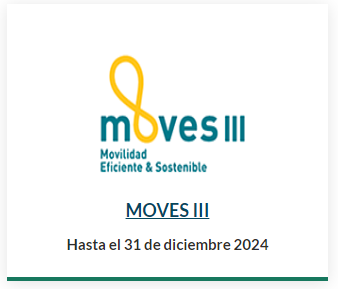 moves III
Movilidad
Eficiente & Sostenible
MOVES III
Hasta el 31 de diciembre 2024